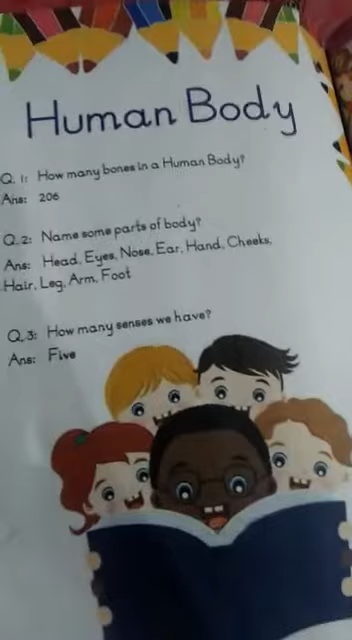 Human Body
Q. 1: How many bones in a Human Body?
Ans: 206
Q. 2: Name some parts of body?
Ans: Head, Eyes, Nose, Ear, Hand, Cheeks,
Hair, Leg, Arm, Foot
Q. 3: How many senses we have?
Ans: Five